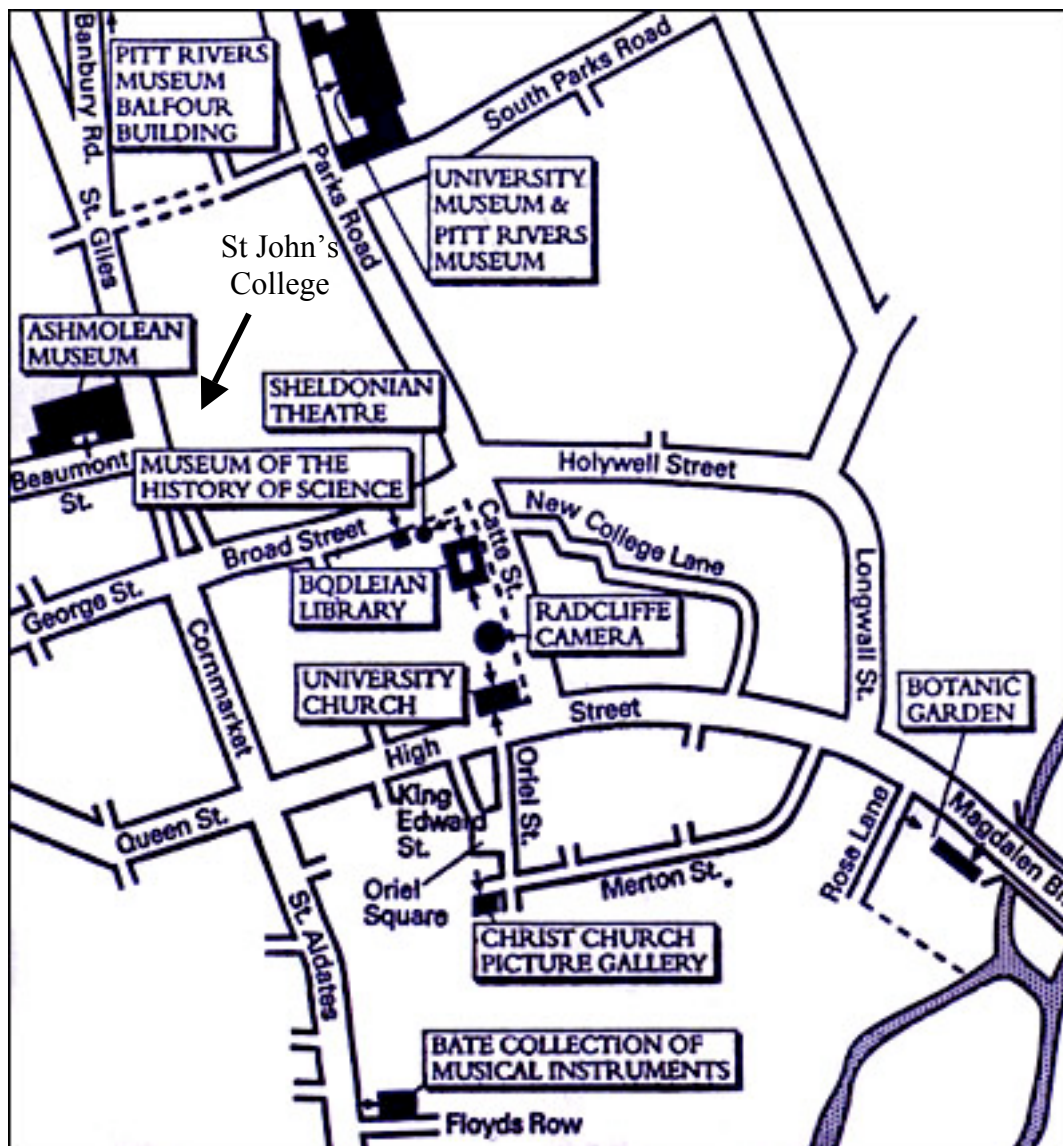 Banbury Rd.
PITT RIVERS
MUSEUM
BALFOUR
BUILDING
South Parks Road
Parks Road
UNIVERSITY
MUSEUM &
PITT RIVERS
MUSEUM
St. Giles
St John’s
College
ASHMOLEAN
MUSEUM
SHELDONIAN
THEATRE
Beaumont
St.
MUSEUM OF THE
HISTORY OF SCIENCE
Holywell Street
Broad Street
Catte St.
New College Lane
BODLEIAN
LIBRARY
George St.
RADCLIFFE
CAMERA
Longwall St.
Cornmarket
UNIVERSITY
CHURCH
BOTANIC
GARDEN
High
Street
King
Edward
St.
Oriel St.
Queen St.
Magdalen
Rose Lane
Oriel
Square
Merton St.
St. Aldates
CHRIST CHURCH
PICTURE GALLERY
BATE COLLECTION OF
MUSICAL INSTRUMENTS
Floyds Row